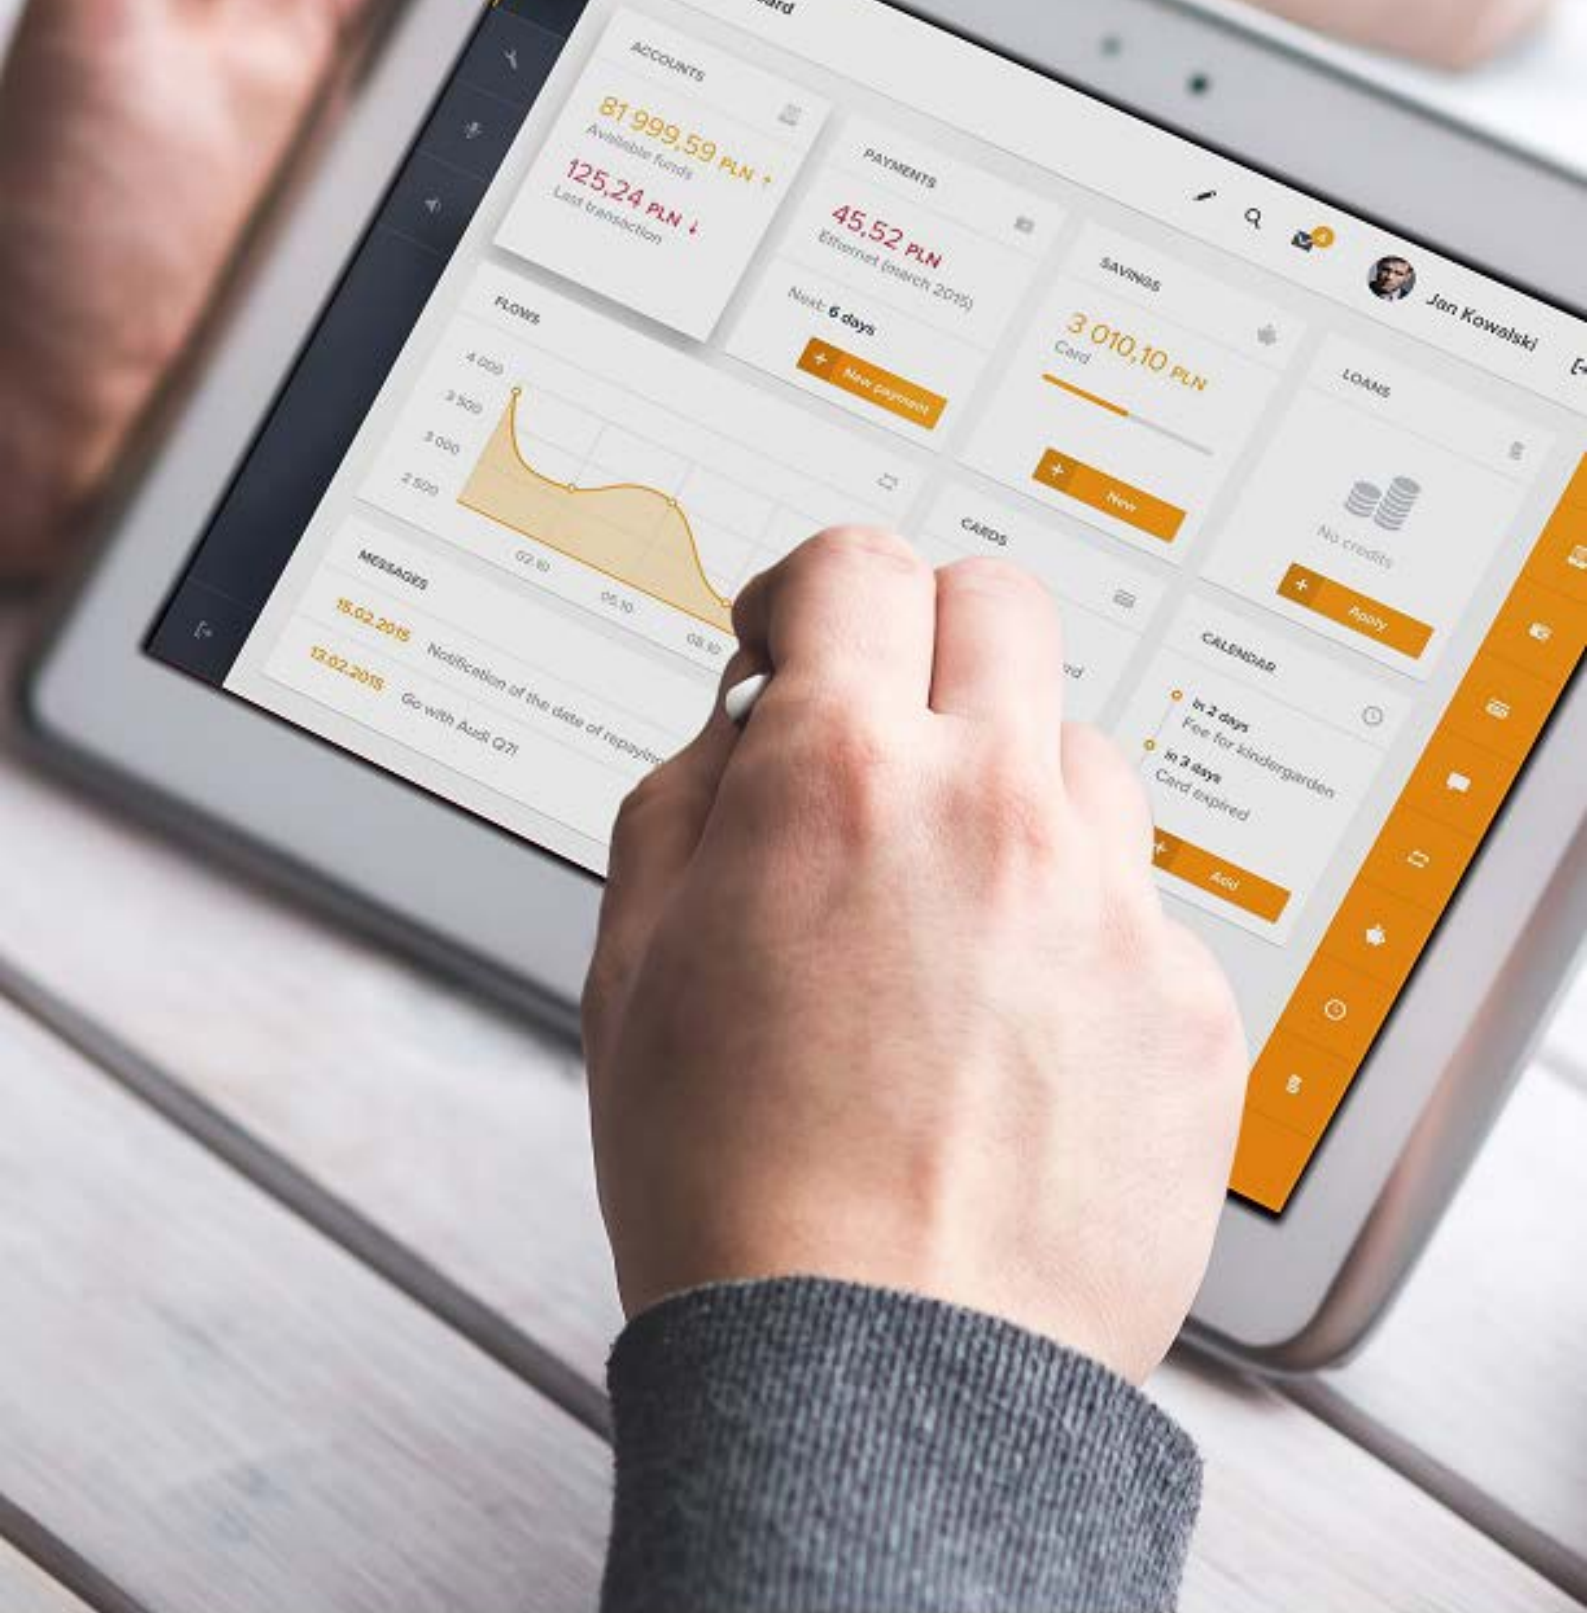 ard
ACCOUNTS
81 999,59 PLN ↑
Available funds
125,24 PLN ↓
Last transaction
PAYMENTS
45,52 PLN
Ethernet (march 2015)
Next: 6 days
+ New payment
SAVINGS
3 010,10 PLN
Card
+ New
4
Jan Kowalski
LOANS
No credits
+ Apply
FLOWS
4 000
3 500
3 000
2 500
02.10
05.10
08.10
CARDS
rd
CALENDAR
in 2 days
Fee for kindergarden
in 3 days
Card expired
+ Add
MESSAGES
15.02.2015 Notification of the date of repaying
13.02.2015 Go with Audi Q7!